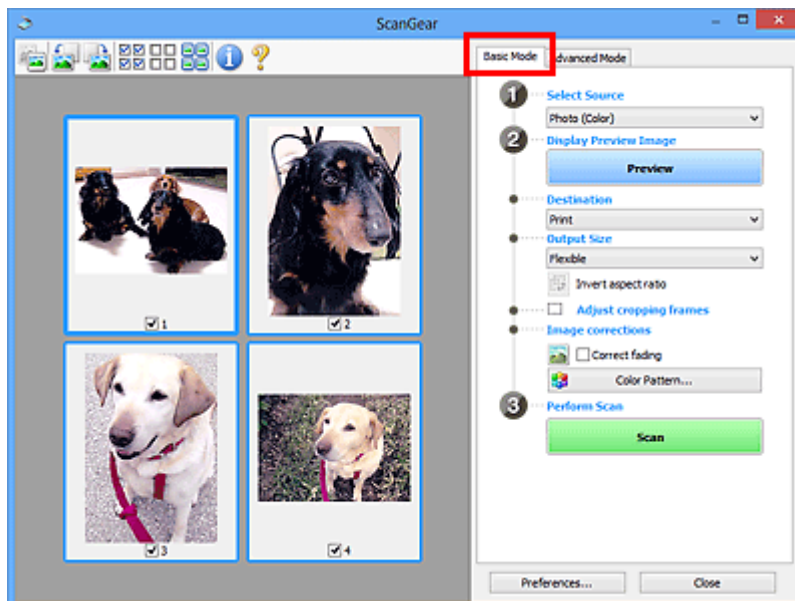 ScanGear
Basic Mode
Advanced Mode
1
Select Source
Photo (Color)
2
Display Preview Image
Preview
Destination
Print
Output Size
Flexible
Invert aspect ratio
Adjust cropping frames
Image corrections
Correct fading
Color Pattern...
3
Perform Scan
Scan
1
2
3
4
Preferences...
Close